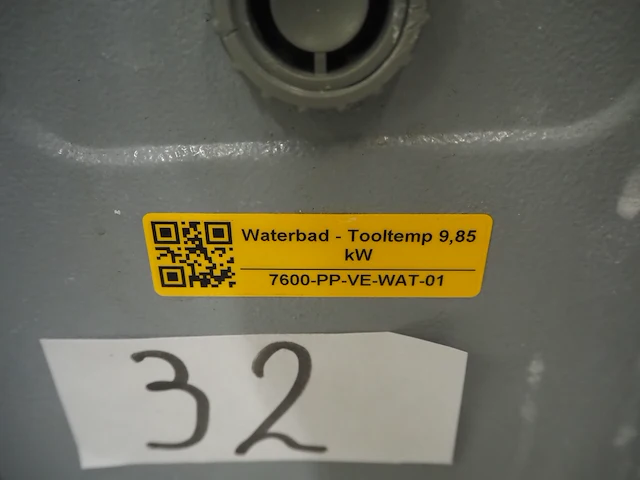 Waterbad - Tooltemp 9,85
kW
7600-PP-VE-WAT-01
32